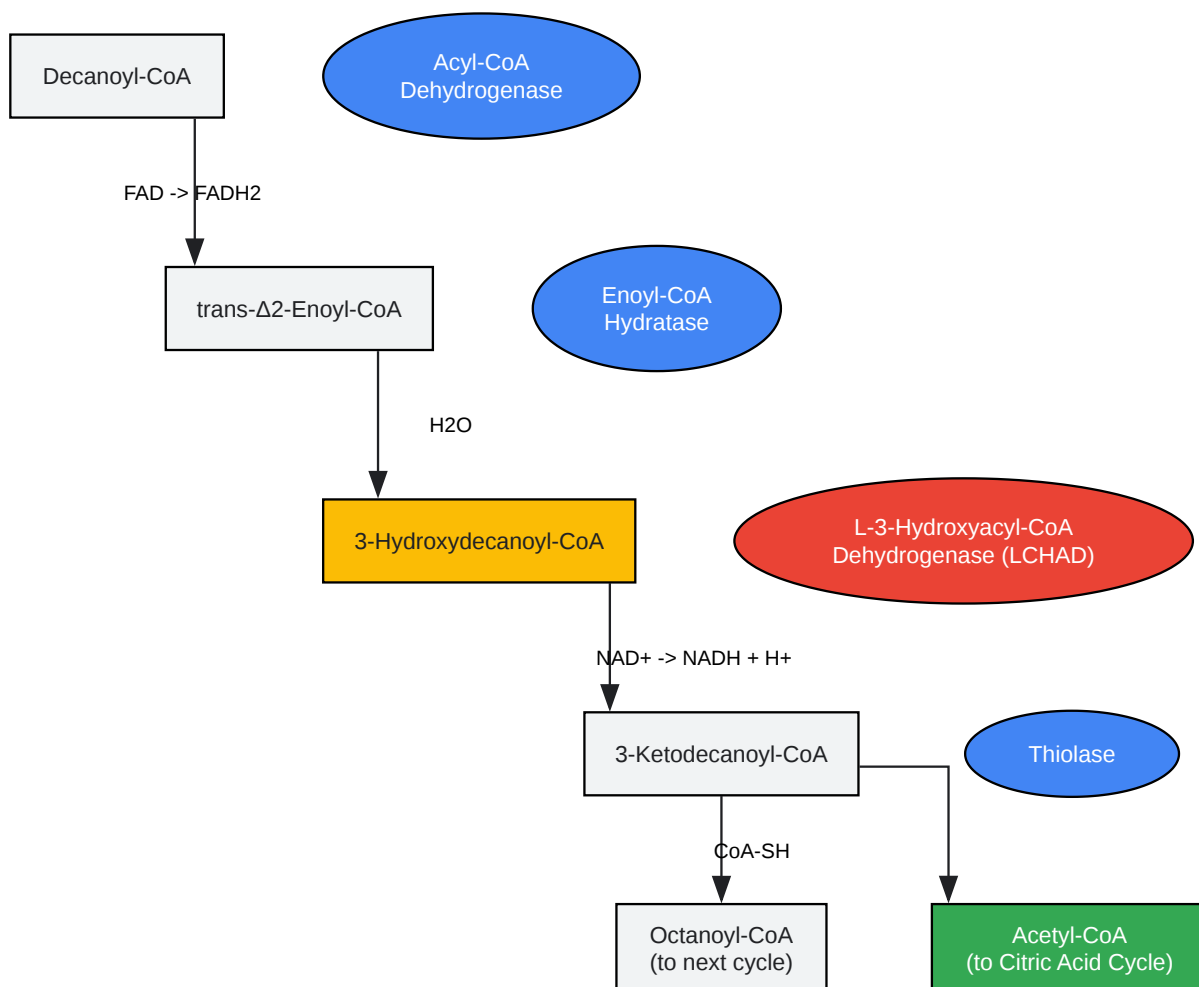 Decanoyl-CoA
Acyl-CoA
Dehydrogenase
FAD -> FADH2
trans-Δ2-Enoyl-CoA
Enoyl-CoA
Hydratase
H2O
3-Hydroxydecanoyl-CoA
L-3-Hydroxyacyl-CoA
Dehydrogenase (LCHAD)
NAD+ -> NADH + H+
3-Ketodecanoyl-CoA
Thiolase
CoA-SH
Octanoyl-CoA
(to next cycle)
Acetyl-CoA
(to Citric Acid Cycle)